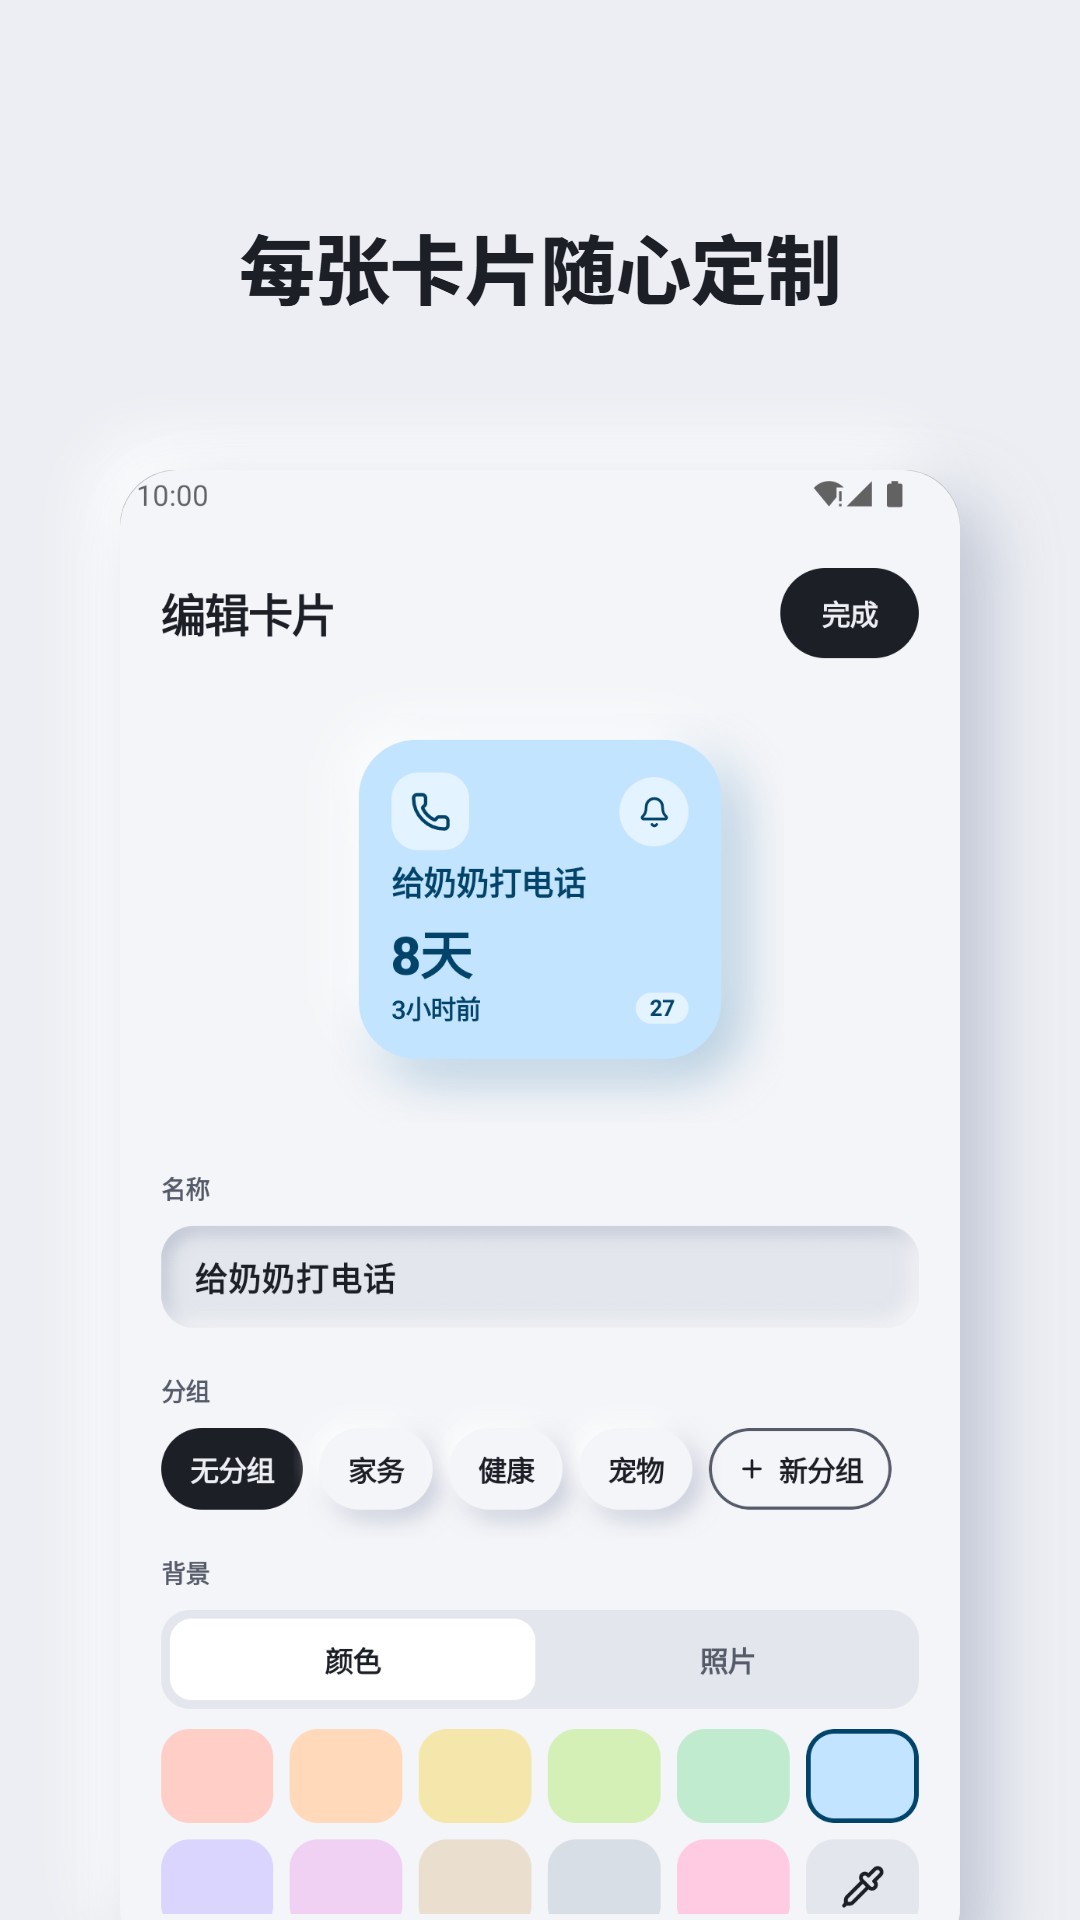 每张卡片随心定制
10:00
编辑卡片
完成
给奶奶打电话
8天
3小时前
27
名称
给奶奶打电话
分组
无分组
家务
健康
宠物
+ 新分组
背景
颜色
照片